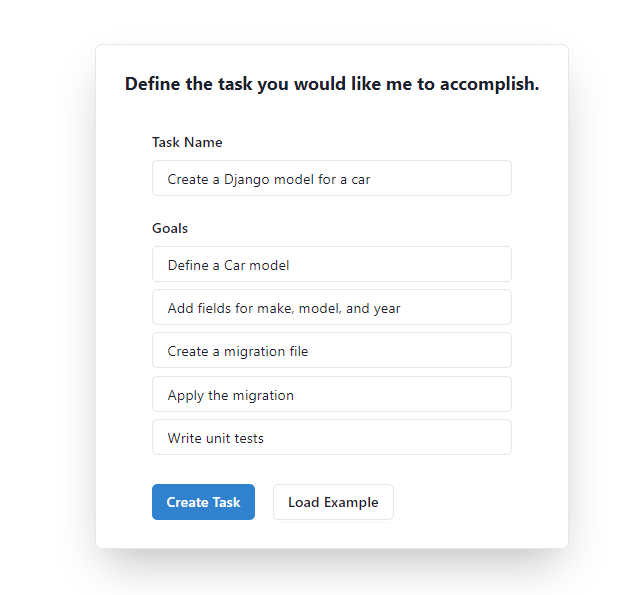 Define the task you would like me to accomplish.
Task Name
Create a Django model for a car
Goals
Define a Car model
Add fields for make, model, and year
Create a migration file
Apply the migration
Write unit tests
Create Task
Load Example